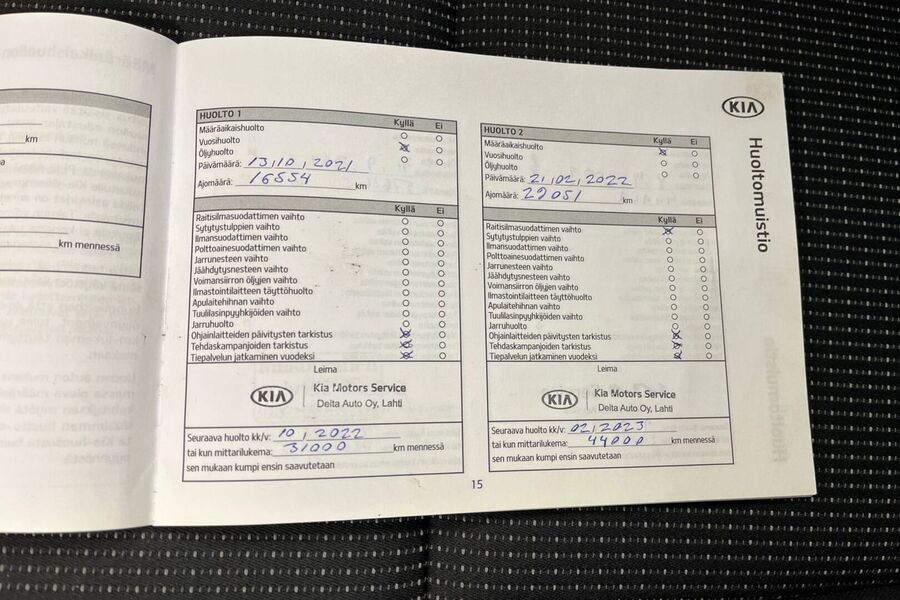 km
km mennessä
HUOLTO 1
Kyllä Ei
Määräaikaishuolto
Vuosihuolto
Öljyhuolto
Päivämäärä: 13,10, 2021
Ajomäärä: 16554 km
Kyllä Ei
Raitisilmasuodattimen vaihto
Sytytystulppien vaihto
Ilmansuodattimen vaihto
Polttoainesuodattimen vaihto
Jarrunesteen vaihto
Jäähdytysnesteen vaihto
Voimansiirron öljyjen vaihto
Ilmastointilaitteen täyttöhuolto
Apulaitehihnan vaihto
Tuulilasinpyyhkijöiden vaihto
Jarruhuolto
Ohjainlaitteiden päivitysten tarkistus
Tehdaskampanjoiden tarkistus
Tiepalvelun jatkaminen vuodeksi
Leima
KIA Kia Motors Service
Delta Auto Oy, Lahti
Seuraava huolto kk/v: 10, 2022
tai kun mittarilukema: 31000 km mennessä
sen mukaan kumpi ensin saavutetaan
HUOLTO 2
Kyllä Ei
Määräaikaishuolto
Vuosihuolto
Öljyhuolto
Päivämäärä: 21,02, 2022
Ajomäärä: 29051 km
Kyllä Ei
Raitisilmasuodattimen vaihto
Sytytystulppien vaihto
Ilmansuodattimen vaihto
Polttoainesuodattimen vaihto
Jarrunesteen vaihto
Jäähdytysnesteen vaihto
Voimansiirron öljyjen vaihto
Ilmastointilaitteen täyttöhuolto
Apulaitehihnan vaihto
Tuulilasinpyyhkijöiden vaihto
Jarruhuolto
Ohjainlaitteiden päivitysten tarkistus
Tehdaskampanjoiden tarkistus
Tiepalvelun jatkaminen vuodeksi
Leima
KIA Kia Motors Service
Delta Auto Oy, Lahti
Seuraava huolto kk/v: 02, 2023
tai kun mittarilukema: 44000 km mennessä
sen mukaan kumpi ensin saavutetaan
KIA
Huoltomuistio
15